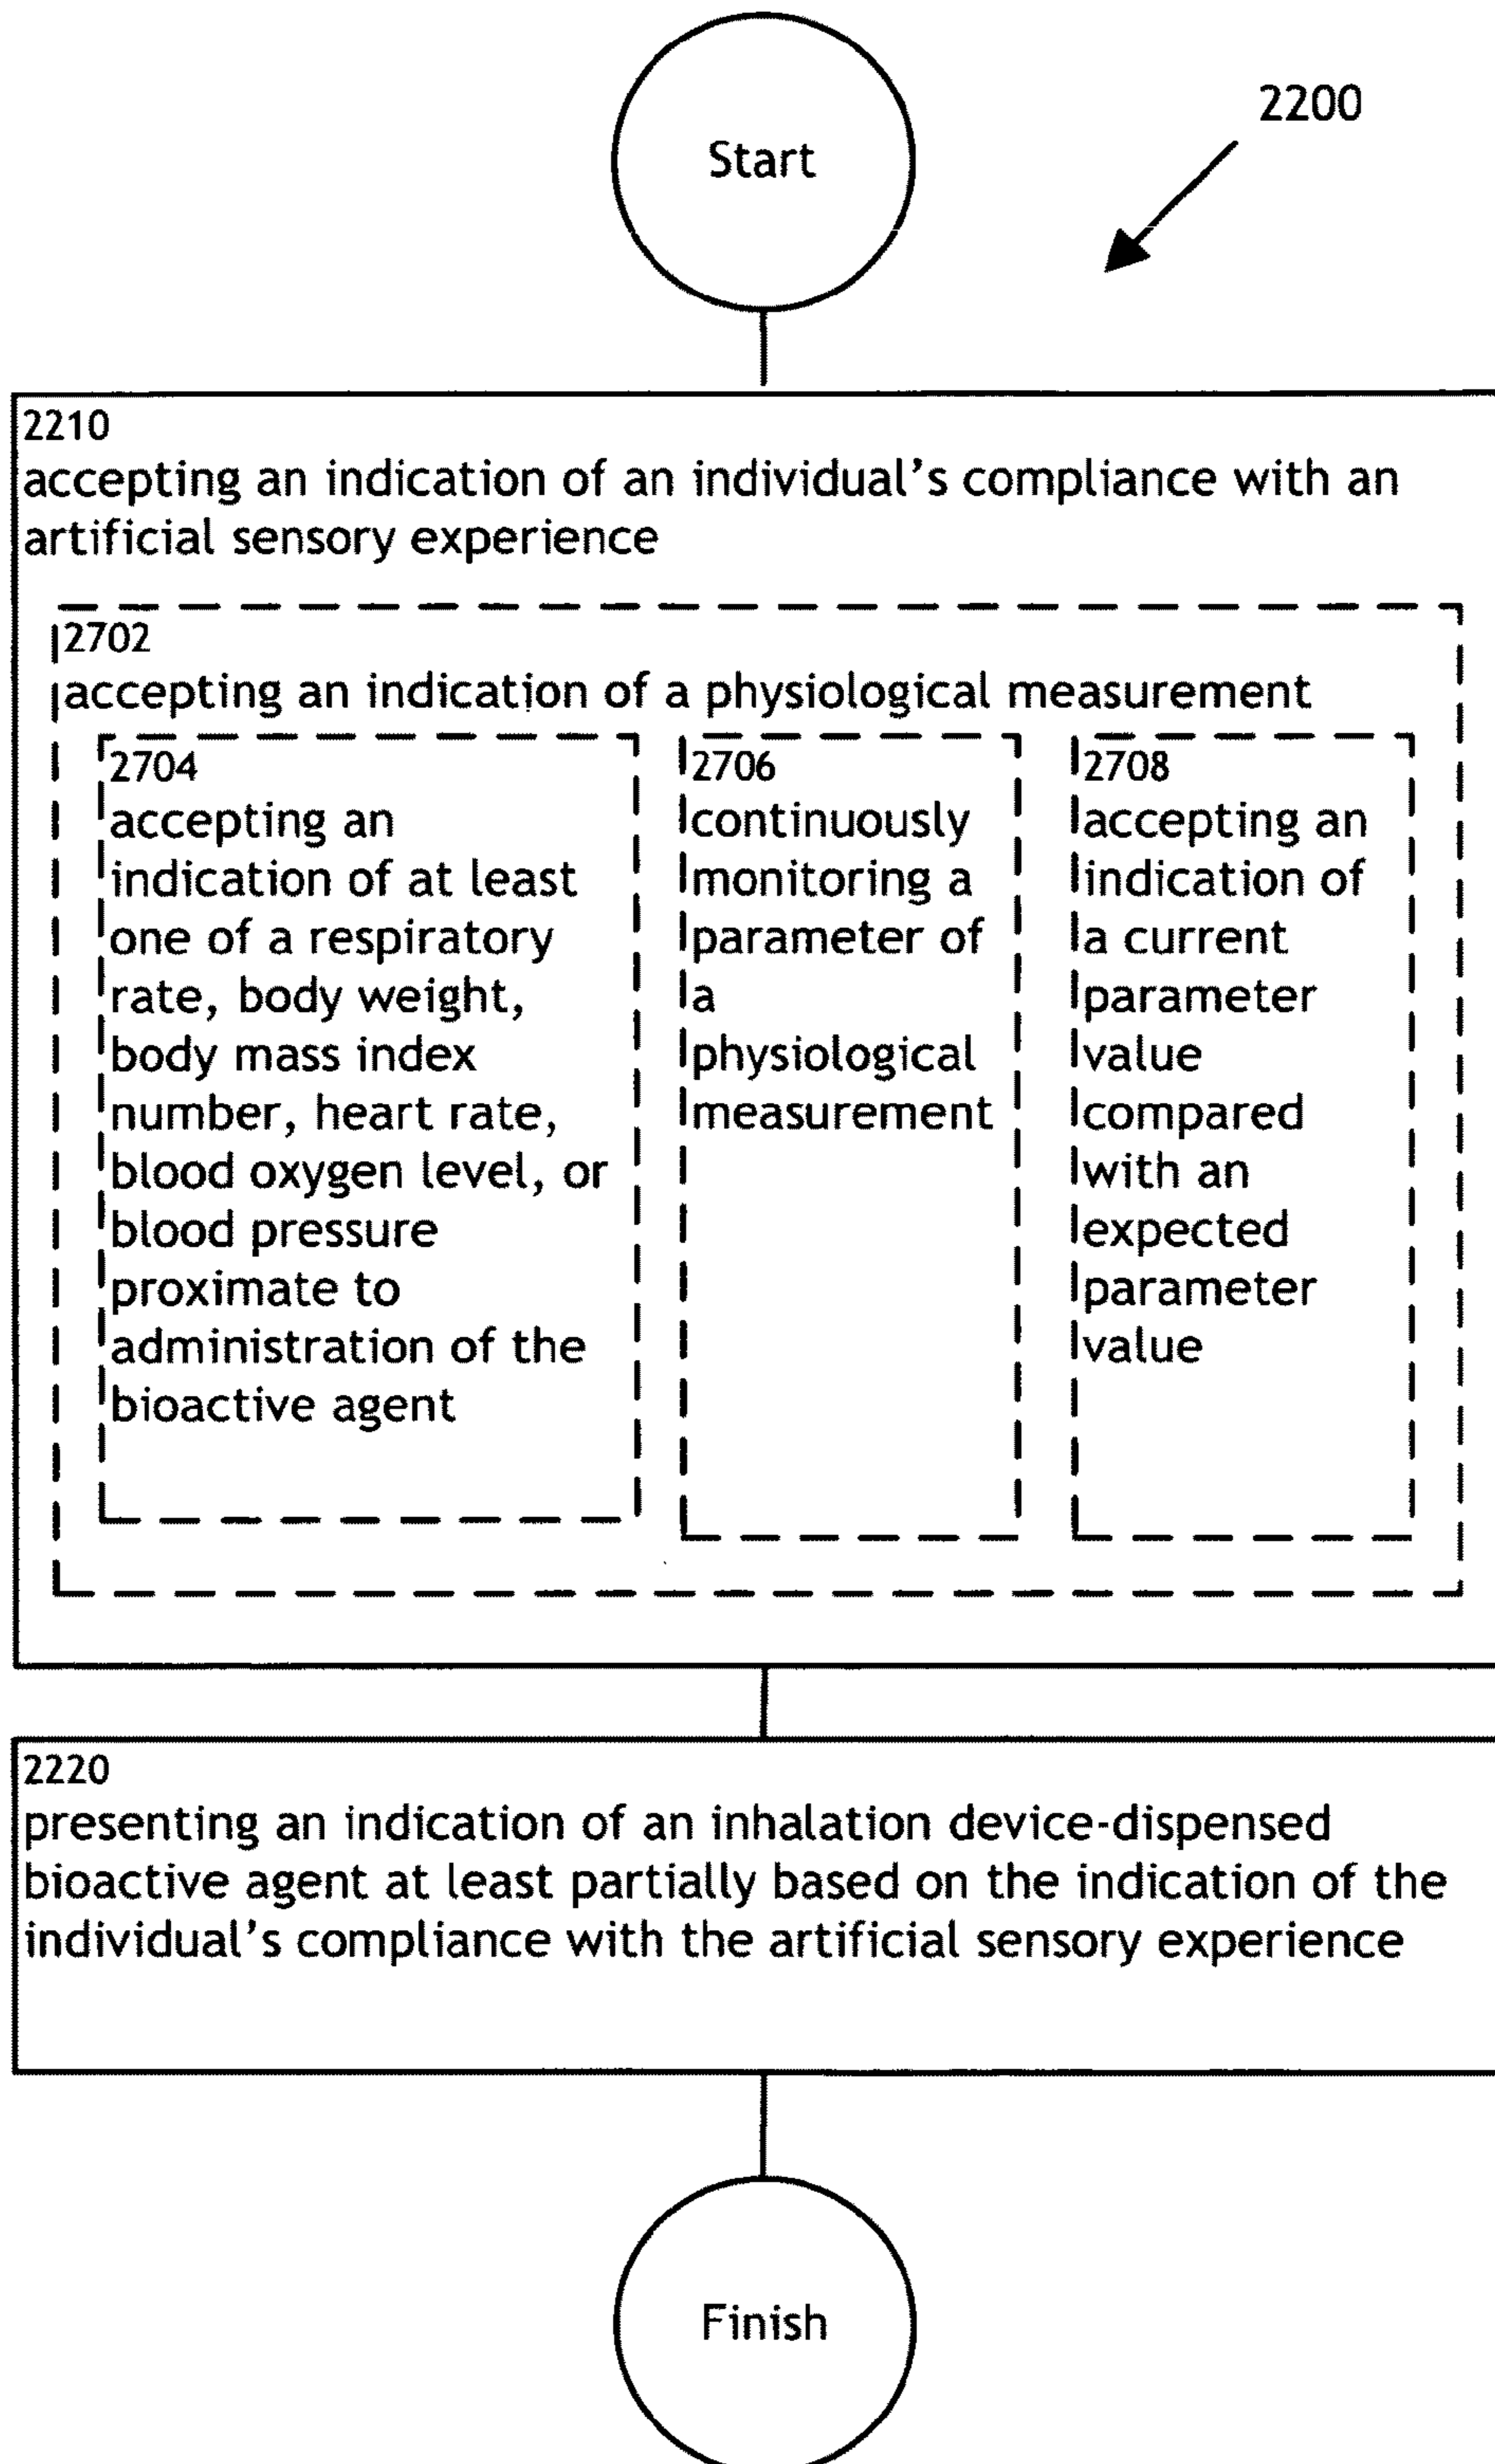 Start
2200
2210
accepting an indication of an individual's compliance with an
artificial sensory experience
2702
accepting an indication of a physiological measurement
2704
accepting an
indication of at least
one of a respiratory
rate, body weight,
body mass index
number, heart rate,
blood oxygen level, or
blood pressure
proximate to
administration of the
bioactive agent
2706
continuously
monitoring a
parameter of
a
physiological
measurement
2708
accepting an
indication of
a current
parameter
value
compared
with an
expected
parameter
value
2220
presenting an indication of an inhalation device-dispensed
bioactive agent at least partially based on the indication of the
individual's compliance with the artificial sensory experience
Finish